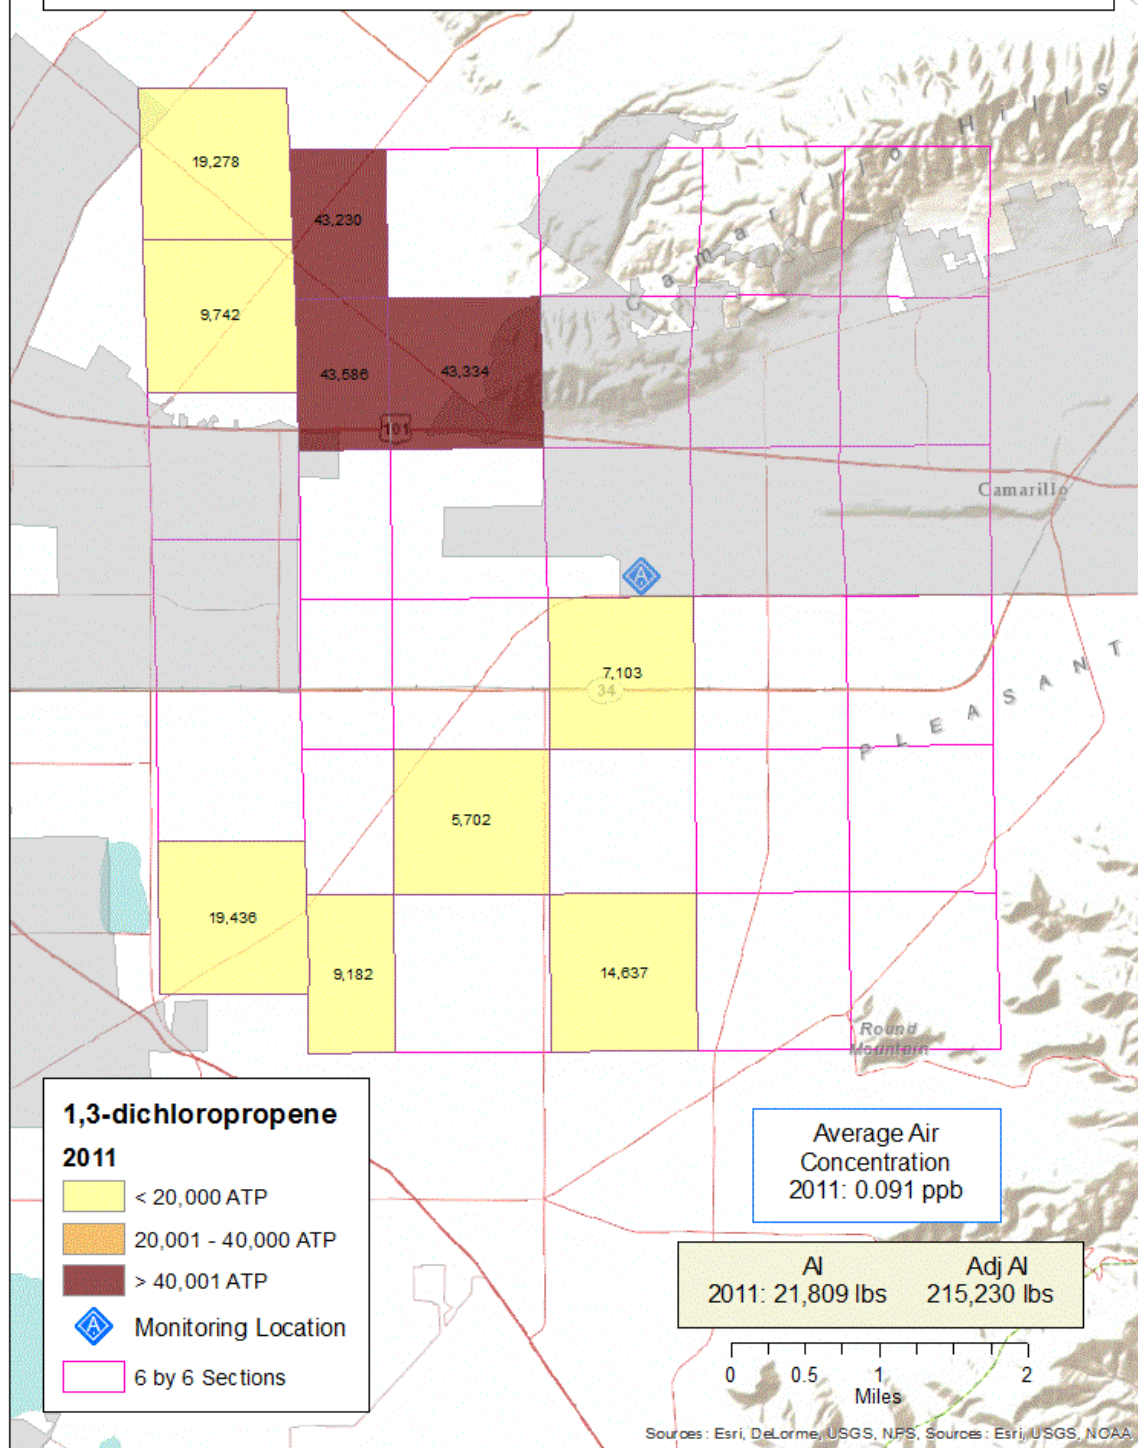 Camarillo Hills
19,278
43,230
9,742
43,586
43,334
101
Camarillo
A
7,103
34
PLEASANT
5,702
19,436
9,182
14,637
Round
Mountain
1,3-dichloropropene
2011
< 20,000 ATP
20,001 - 40,000 ATP
> 40,001 ATP
A
Monitoring Location
6 by 6 Sections
Average Air
Concentration
2011: 0.091 ppb
AI Adj AI
2011: 21,809 lbs 215,230 lbs
0 0.5 1 2
Miles
Sources: Esri, DeLorme, USGS, NPS, Sources: Esri, USGS, NOAA